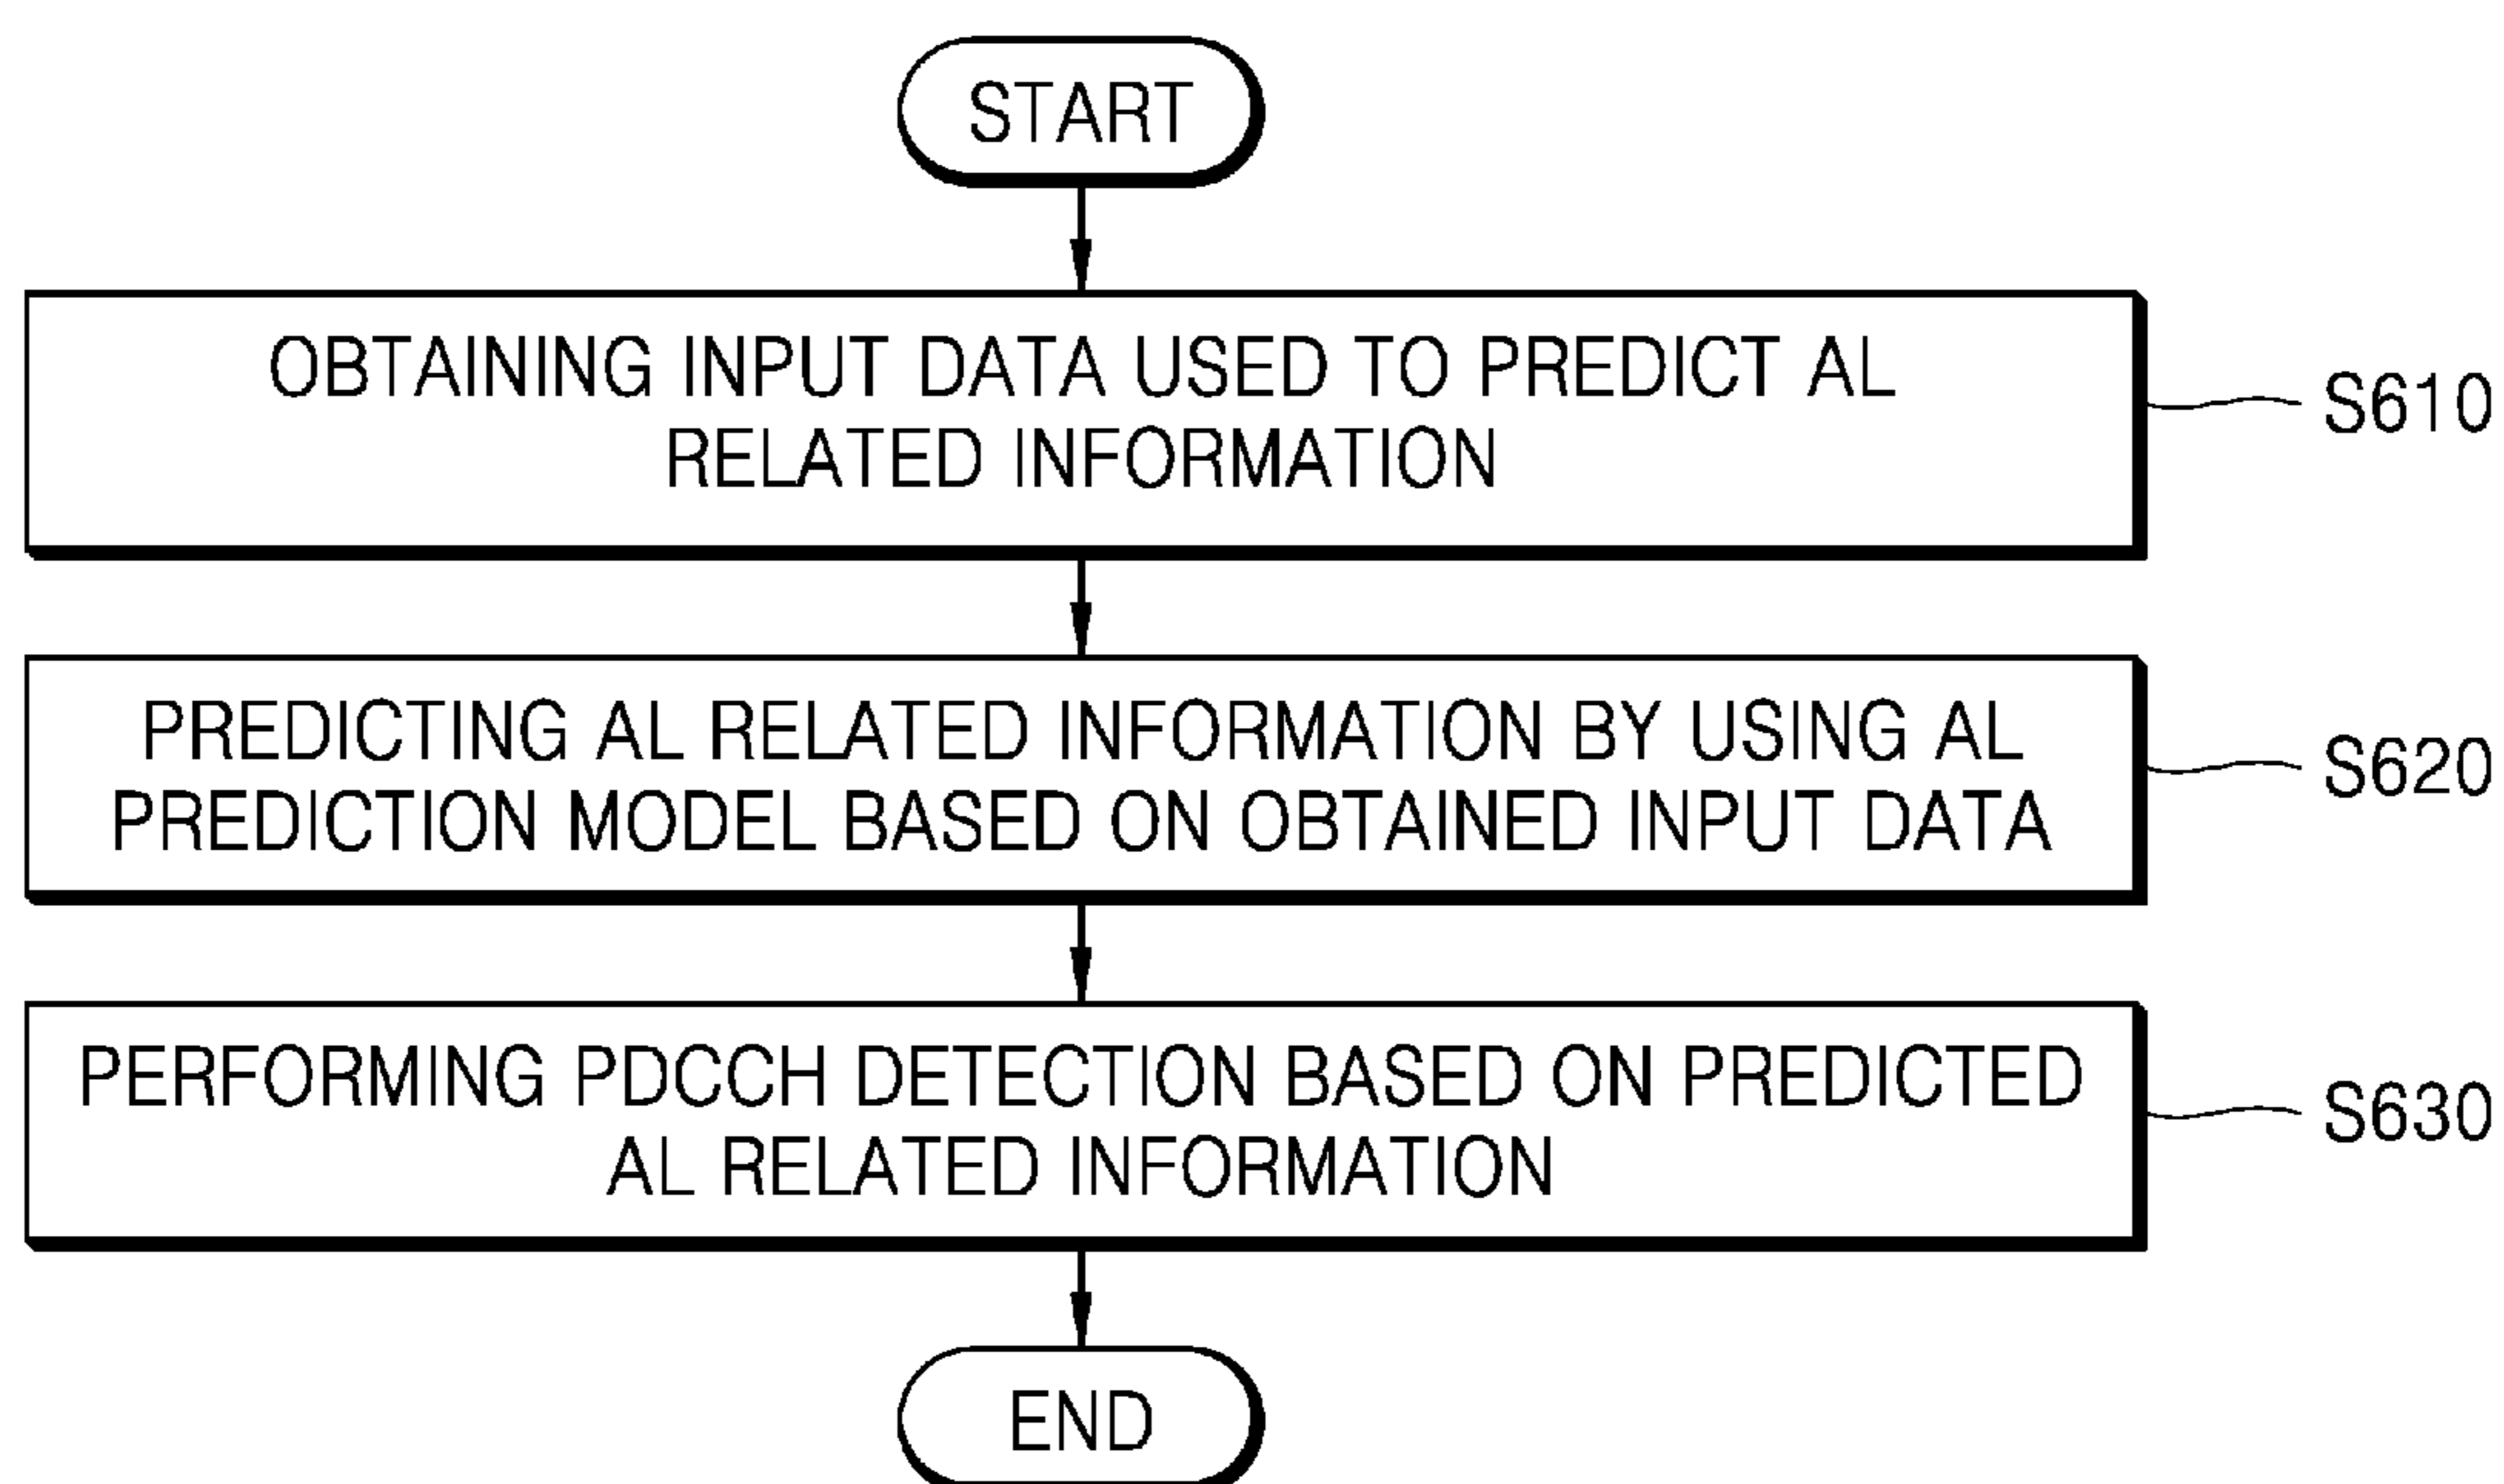 START
OBTAINING INPUT DATA USED TO PREDICT AL
RELATED INFORMATION
S610
PREDICTING AL RELATED INFORMATION BY USING AL
PREDICTION MODEL BASED ON OBTAINED INPUT DATA
S620
PERFORMING PDCCH DETECTION BASED ON PREDICTED
AL RELATED INFORMATION
S630
END